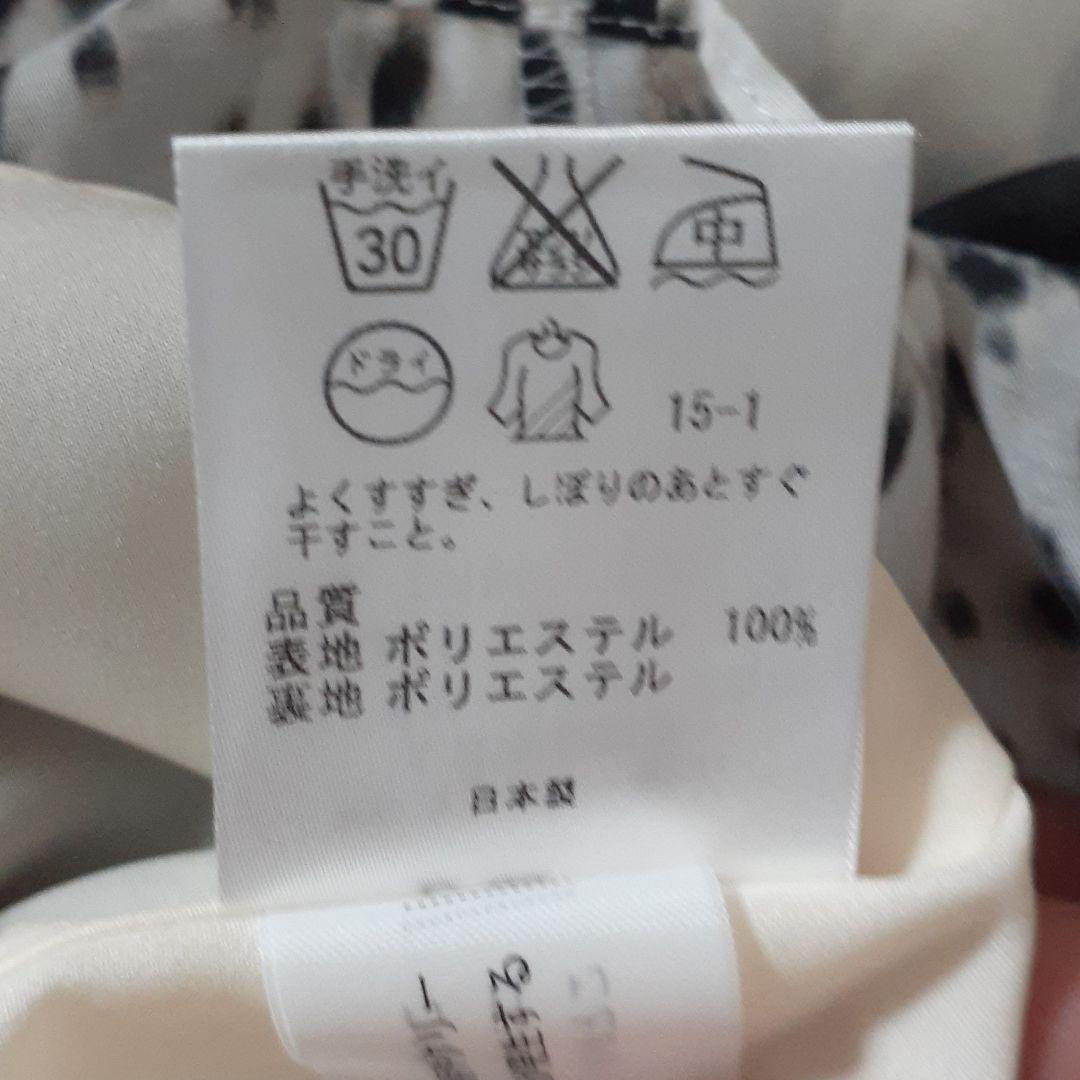 手洗イ
30
中
ドライ
15-1
よくすすぎ、しぼりのあとすぐ
干すこと。
品質
表地 ポリエステル 100%
裏地 ポリエステル
日本製